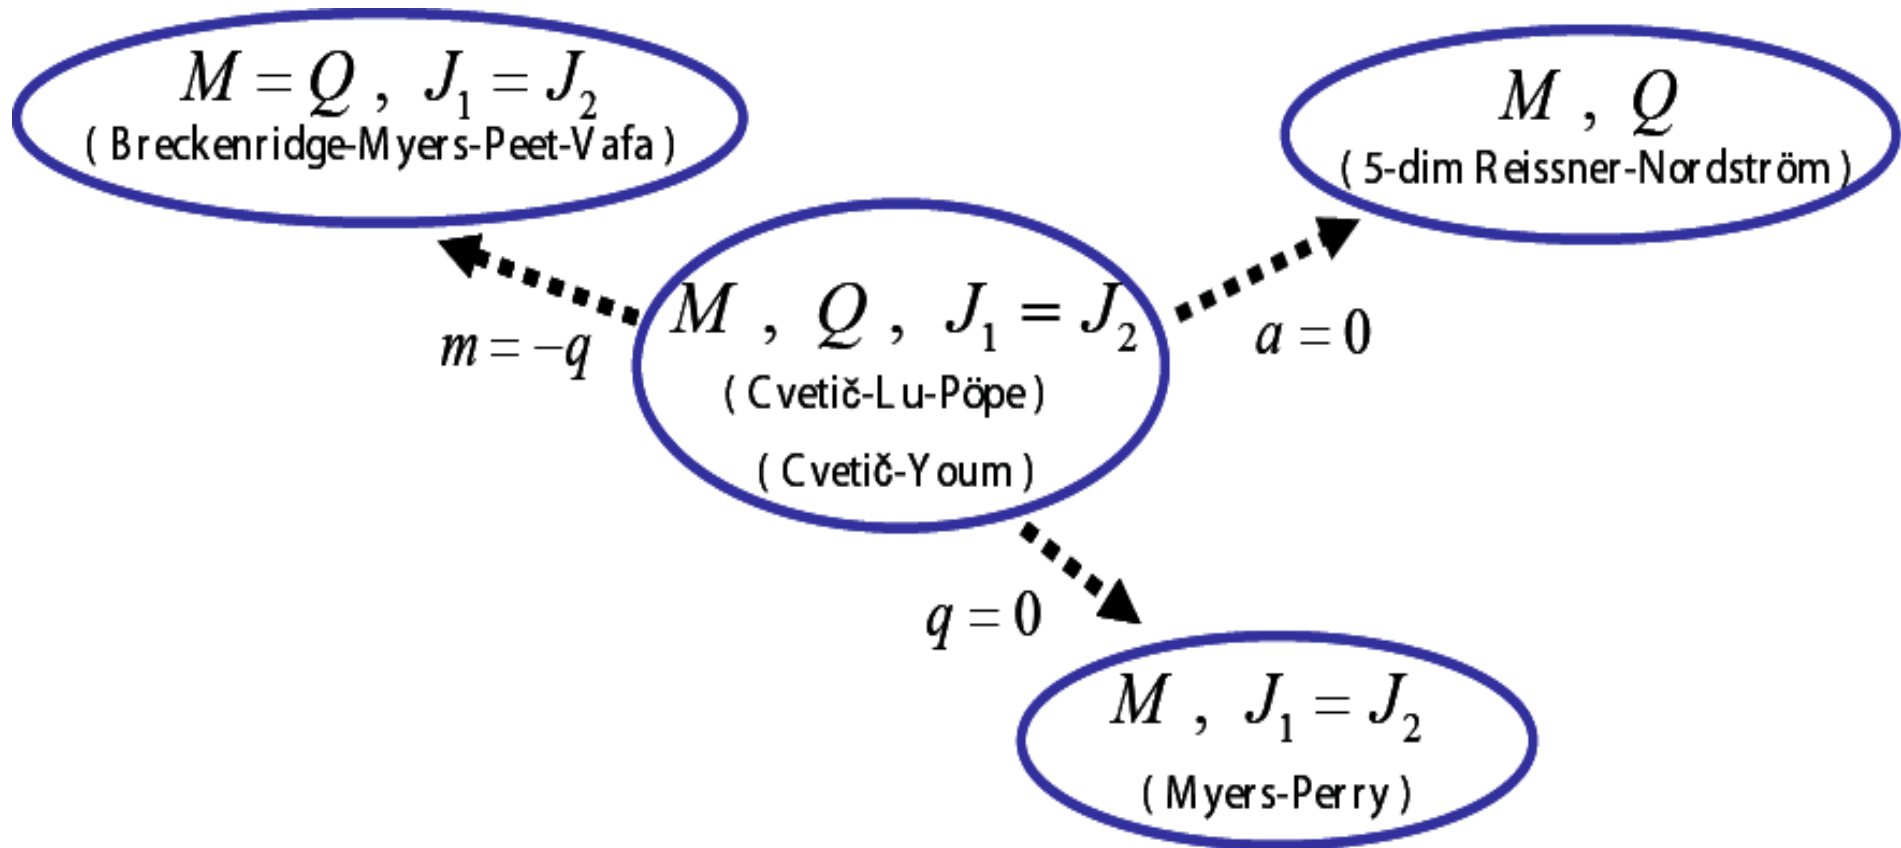 M = Q , J₁ = J₂
( Breckenridge-Myers-Peet-Vafa )
M , Q
( 5-dim Reissner-Nordström )
m = −q
M , Q , J₁ = J₂
( Cvetič-Lu-Pöpe )
( Cvetič-Youm )
a = 0
q = 0
M , J₁ = J₂
( Myers-Perry )